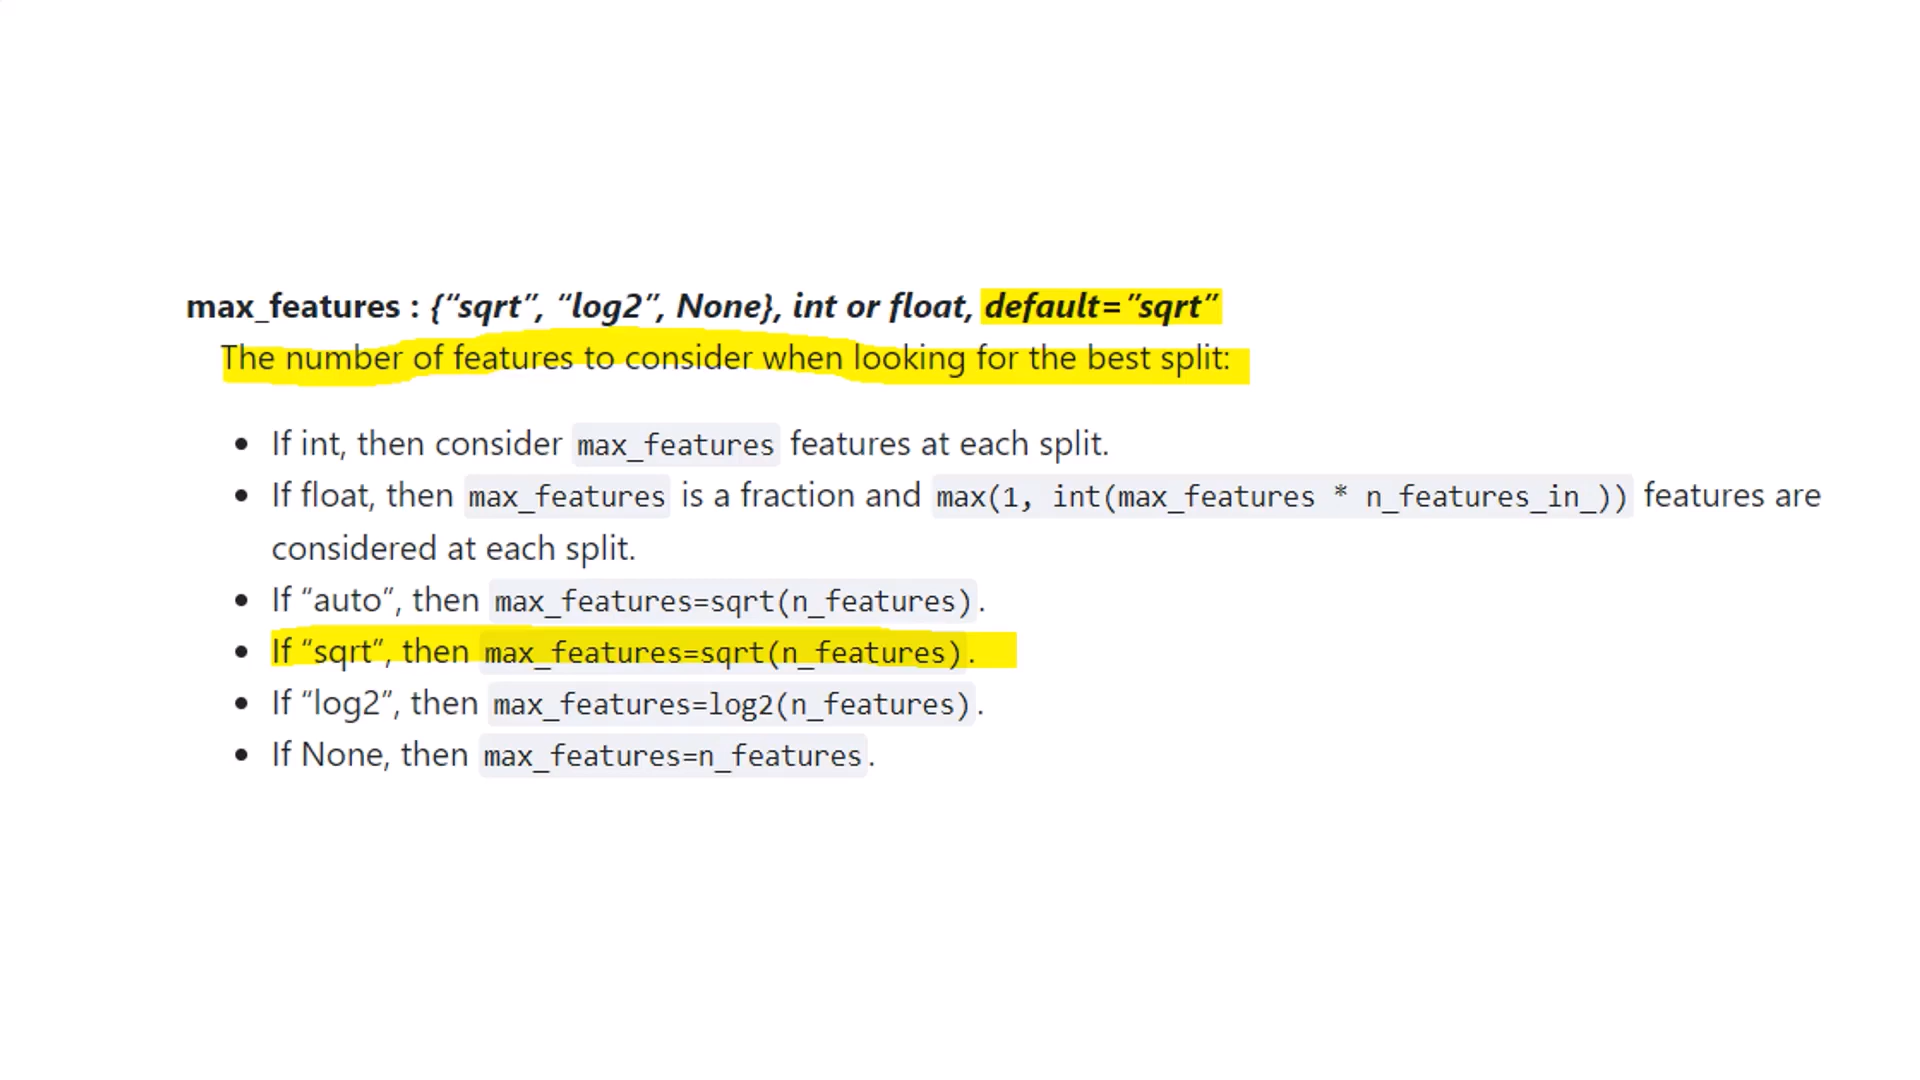 max_features : {“sqrt”, “log2”, None}, int or float, default=”sqrt”
The number of features to consider when looking for the best split:
• If int, then consider max_features features at each split.
• If float, then max_features is a fraction and max(1, int(max_features * n_features_in_)) features are
considered at each split.
• If “auto”, then max_features=sqrt(n_features).
• If “sqrt”, then max_features=sqrt(n_features).
• If “log2”, then max_features=log2(n_features).
• If None, then max_features=n_features.